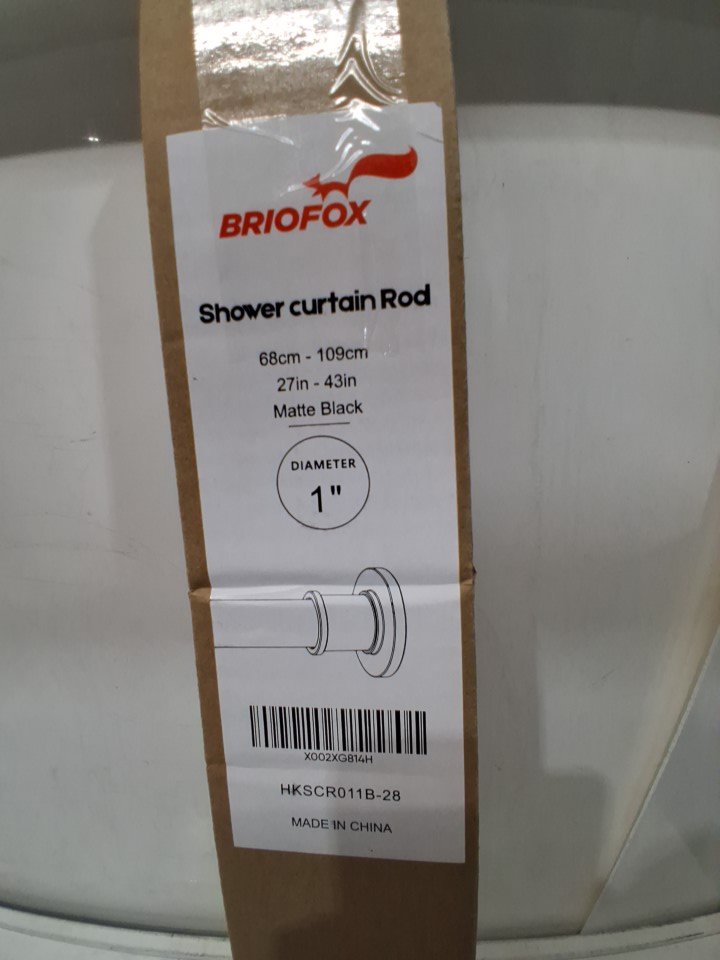 BRIOFOX
Shower curtain Rod
68cm - 109cm
27in - 43in
Matte Black
DIAMETER
1"
X002XG814H
HKSCR011B-28
MADE IN CHINA